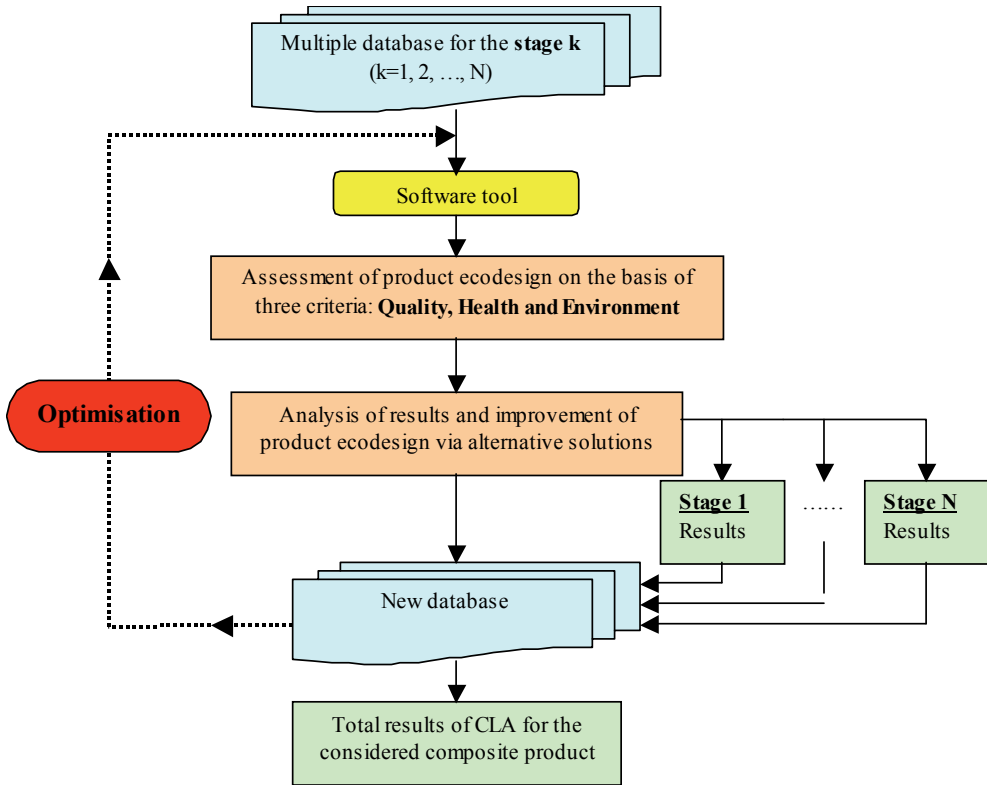 Multiple database for the stage k
(k=1, 2, …, N)
Software tool
Assessment of product ecodesign on the basis of
three criteria: Quality, Health and Environment
Optimisation
Analysis of results and improvement of
product ecodesign via alternative solutions
Stage 1
Results
……
Stage N
Results
New database
Total results of CLA for the
considered composite product